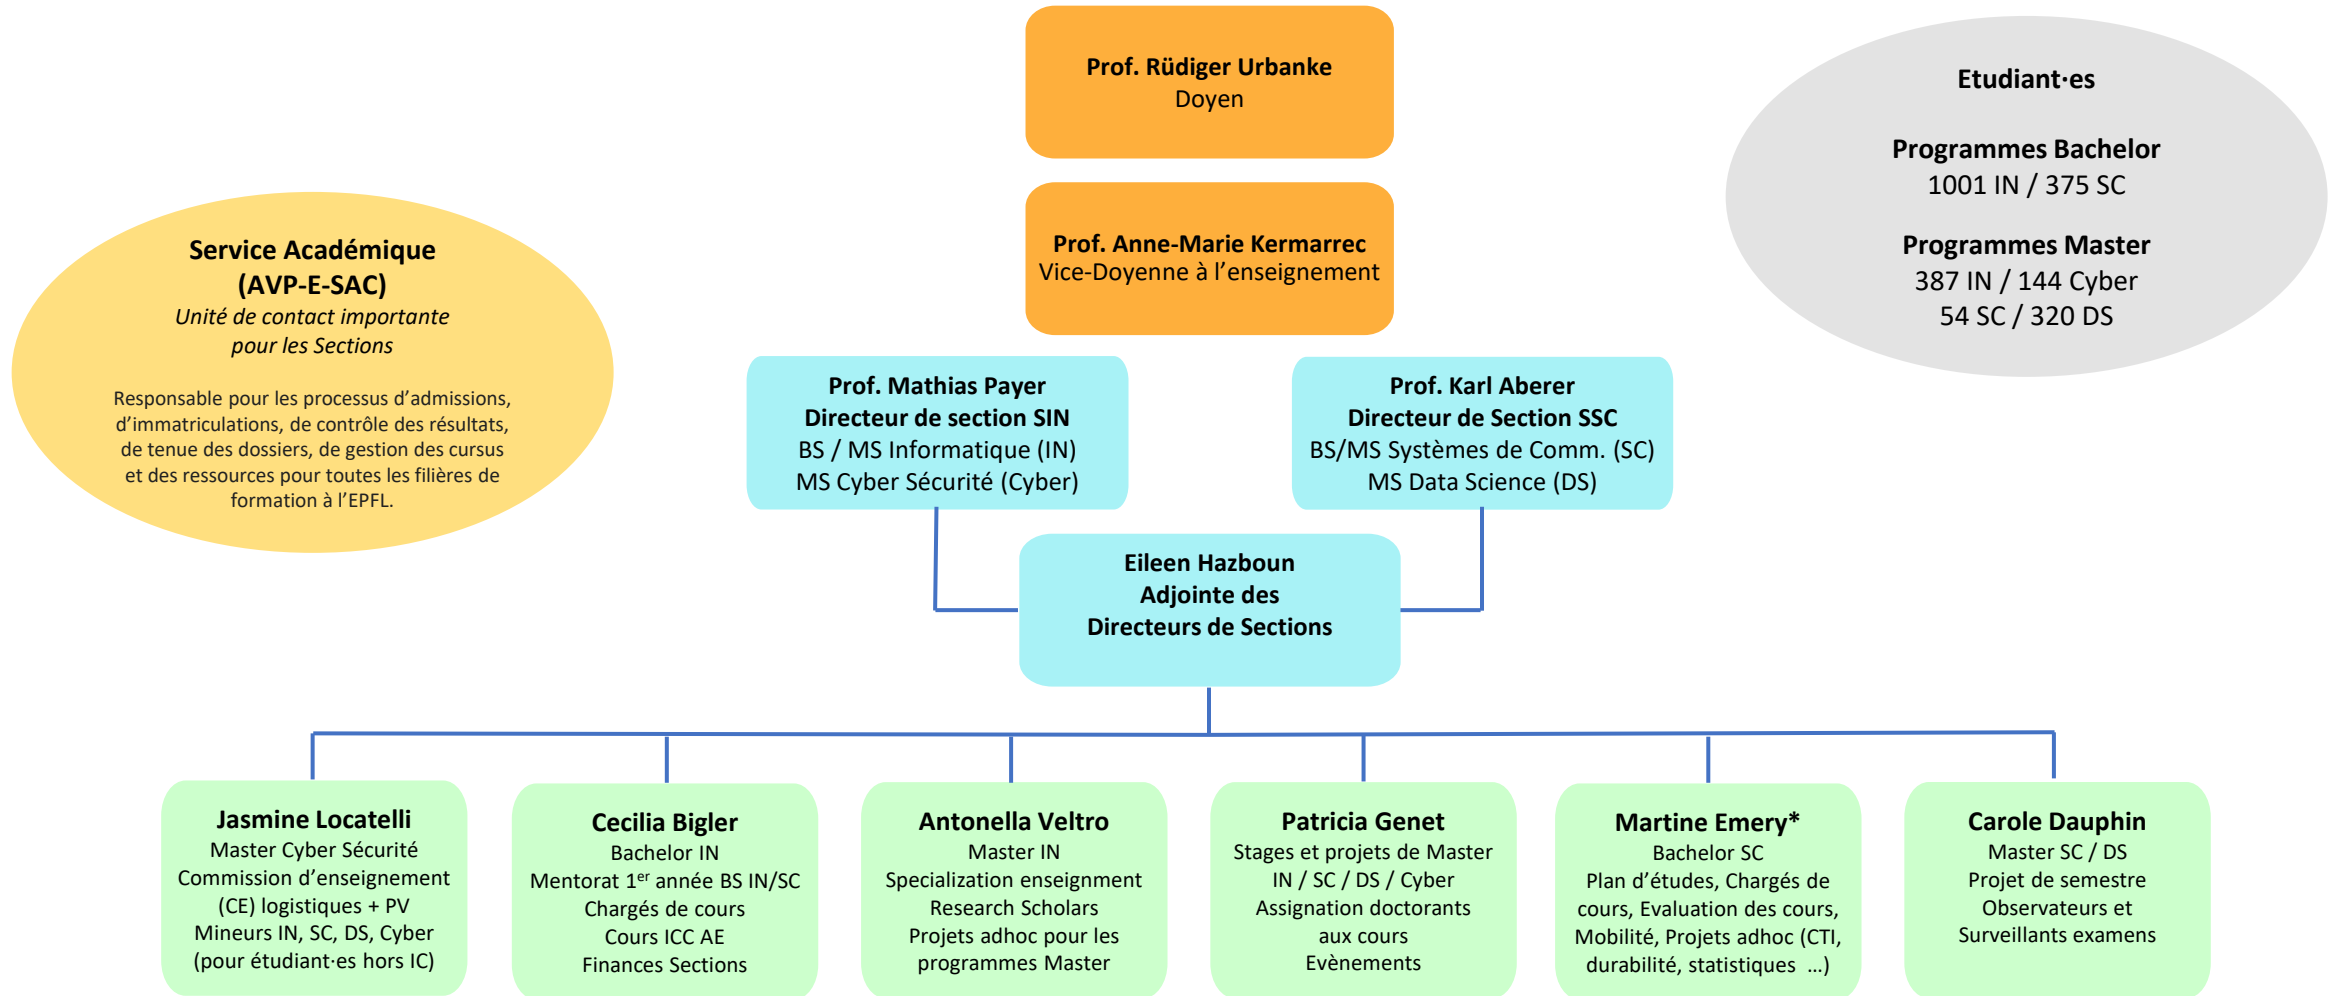 Prof. Rüdiger Urbanke
Doyen
Etudiant·es
Programmes Bachelor
1001 IN / 375 SC
Programmes Master
387 IN / 144 Cyber
54 SC / 320 DS
Prof. Anne-Marie Kermarrec
Vice-Doyenne à l’enseignement
Service Académique
(AVP-E-SAC)
Unité de contact importante
pour les Sections
Responsable pour les processus d’admissions,
d’immatriculations, de contrôle des résultats,
de tenue des dossiers, de gestion des cursus
et des ressources pour toutes les filières de
formation à l’EPFL.
Prof. Mathias Payer
Directeur de section SIN
BS / MS Informatique (IN)
MS Cyber Sécurité (Cyber)
Prof. Karl Aberer
Directeur de Section SSC
BS/MS Systèmes de Comm. (SC)
MS Data Science (DS)
Eileen Hazboun
Adjointe des
Directeurs de Sections
Jasmine Locatelli
Master Cyber Sécurité
Commission d’enseignement
(CE) logistiques + PV
Mineurs IN, SC, DS, Cyber
(pour étudiant·es hors IC)
Cecilia Bigler
Bachelor IN
Mentorat 1er année BS IN/SC
Chargés de cours
Cours ICC AE
Finances Sections
Antonella Veltro
Master IN
Specialization enseignment
Research Scholars
Projets adhoc pour les
programmes Master
Patricia Genet
Stages et projets de Master
IN / SC / DS / Cyber
Assignation doctorants
aux cours
Evènements
Martine Emery*
Bachelor SC
Plan d’études, Chargés de
cours, Evaluation des cours,
Mobilité, Projets adhoc (CTI,
durabilité, statistiques …)
Carole Dauphin
Master SC / DS
Projet de semestre
Observateurs et
Surveillants examens